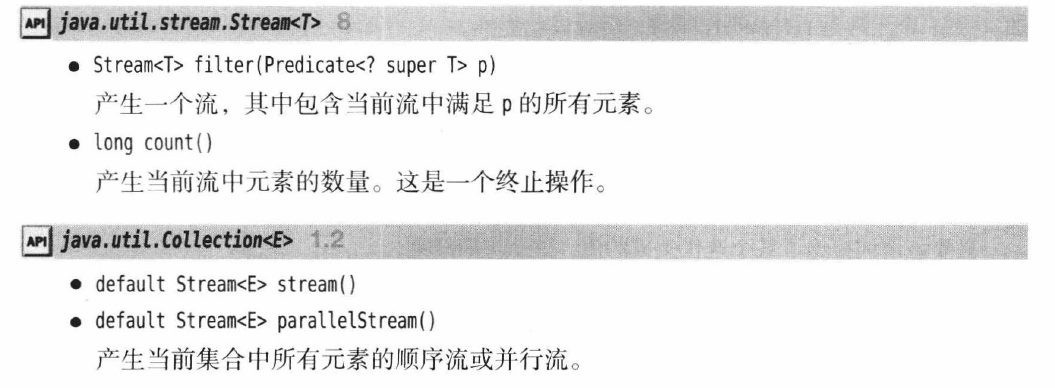 API java.util.stream.Stream<T> 8
● Stream<T> filter(Predicate<? super T> p)
产生一个流，其中包含当前流中满足 p 的所有元素。
● long count()
产生当前流中元素的数量。这是一个终止操作。
API java.util.Collection<E> 1.2
● default Stream<E> stream()
● default Stream<E> parallelStream()
产生当前集合中所有元素的顺序流或并行流。